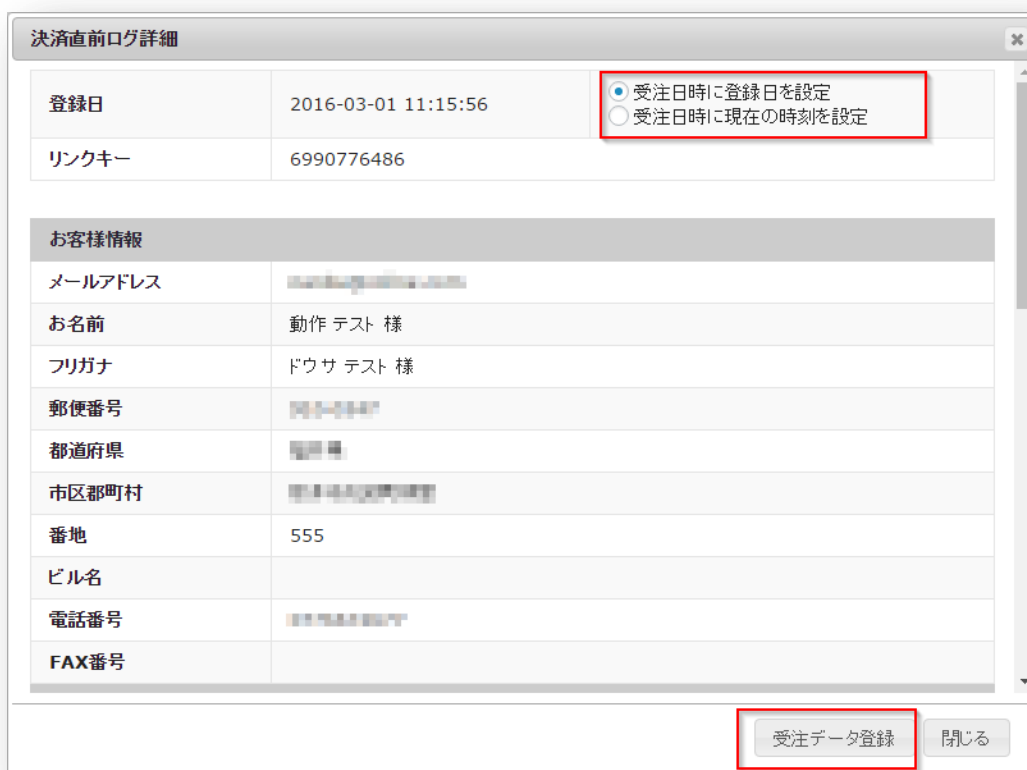 決済直前ログ詳細
登録日 2016-03-01 11:15:56
受注日時に登録日を設定
受注日時に現在の時刻を設定
リンクキー 6990776486
お客様情報
メールアドレス
お名前 動作 テスト 様
フリガナ ドウサ テスト 様
郵便番号
都道府県
市区郡町村
番地 555
ビル名
電話番号
FAX番号
受注データ登録 閉じる